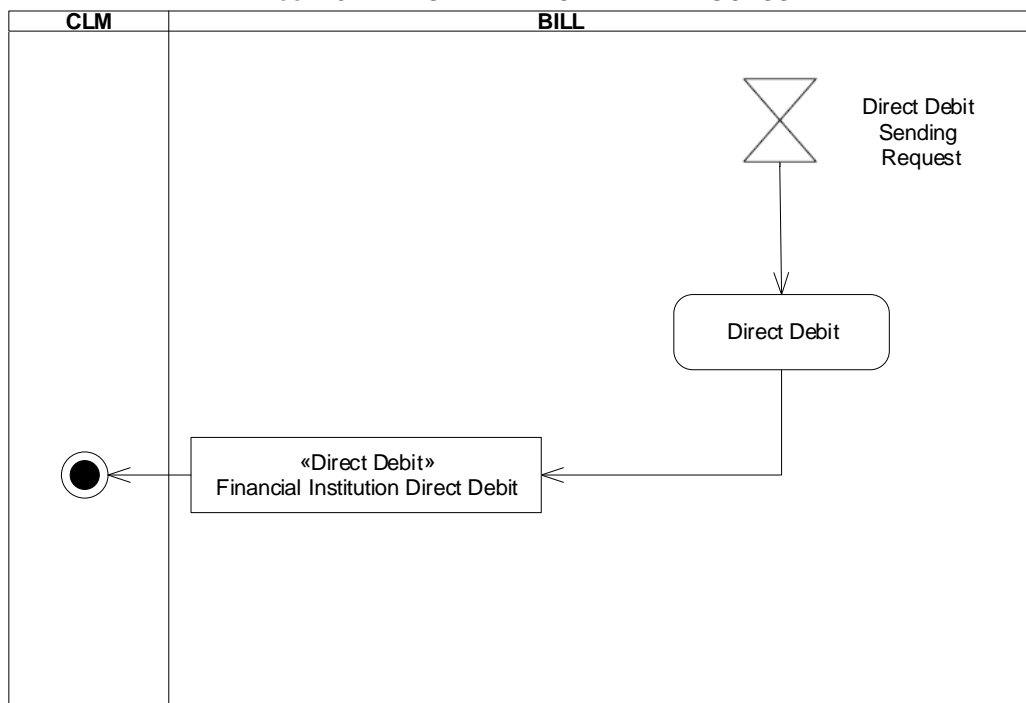 CLM
BILL
Direct Debit
Sending
Request
Direct Debit
«Direct Debit»
Financial Institution Direct Debit